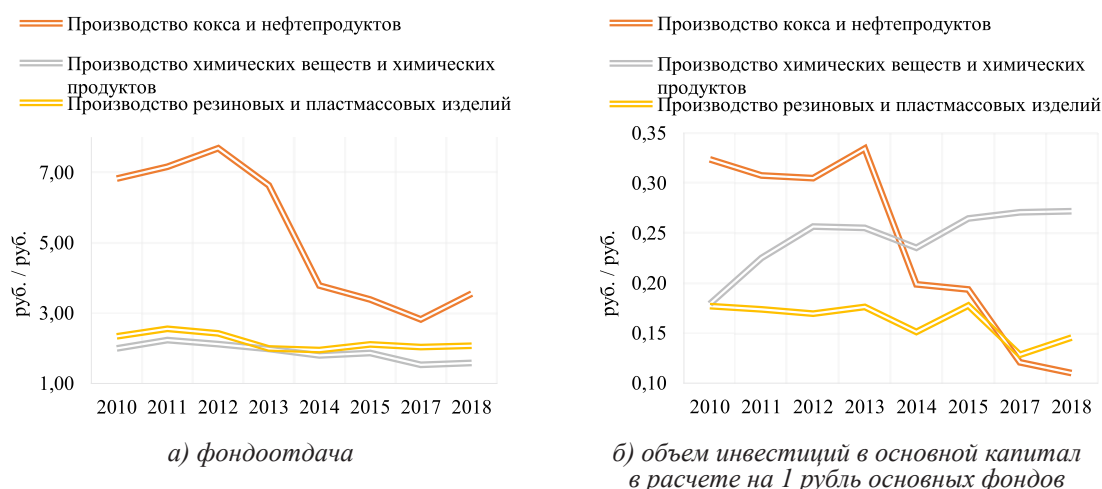 Производство кокса и нефтепродуктов
Производство химических веществ и химических
продуктов
Производство резиновых и пластмассовых изделий
7,00
5,00
3,00
1,00
руб. / руб.
2010 2011 2012 2013 2014 2015 2017 2018
а) фондоотдача
Производство кокса и нефтепродуктов
Производство химических веществ и химических
продуктов
Производство резиновых и пластмассовых изделий
0,35
0,30
0,25
0,20
0,15
0,10
руб. / руб.
2010 2011 2012 2013 2014 2015 2017 2018
б) объем инвестиций в основной капитал
в расчете на 1 рубль основных фондов